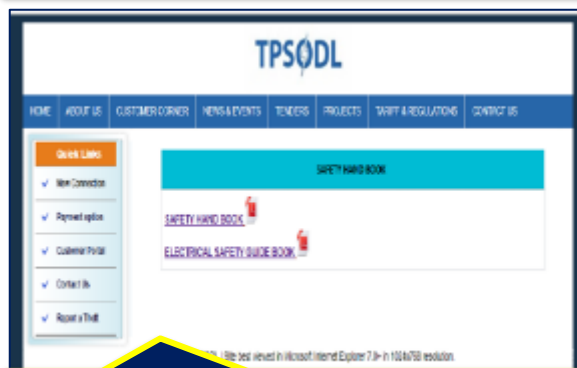 TPSODL
HOME ABOUT US CUSTOMER CORNER NEWS & EVENTS TENDERS PROJECTS TARIFF & REGULATIONS CONTACT US
Quick Links
New Connection
Payment option
Customer Portal
Contact Us
Report a Theft
SAFETY HAND BOOK
SAFETY HAND BOOK
ELECTRICAL SAFETY GUIDE BOOK
Site best viewed in Microsoft Internet Explorer 7.0+ in 1024x768 resolution.